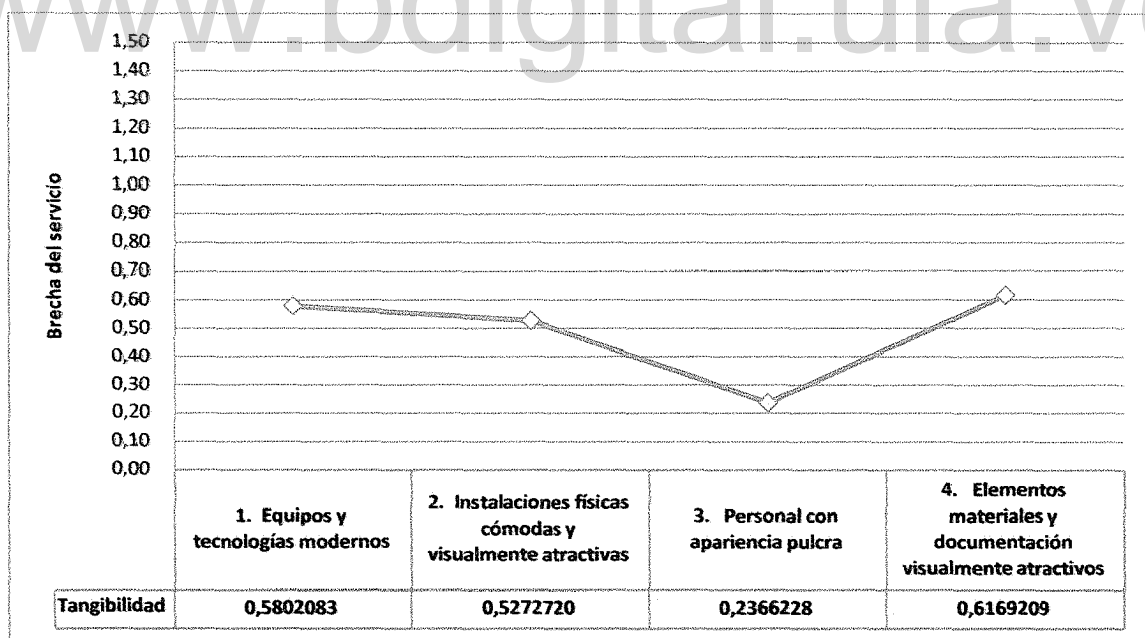 www.bdigital.ula.ve
1,50
1,40
1,30
1,20
1,10
1,00
0,90
0,80
0,70
0,60
0,50
0,40
0,30
0,20
0,10
0,00
Brecha del servicio
1. Equipos y
tecnologías modernos
2. Instalaciones físicas
cómodas y
visualmente atractivas
3. Personal con
apariencia pulcra
4. Elementos
materiales y
documentación
visualmente atractivos
Tangibilidad 0,5802083 0,5272720 0,2366228 0,6169209